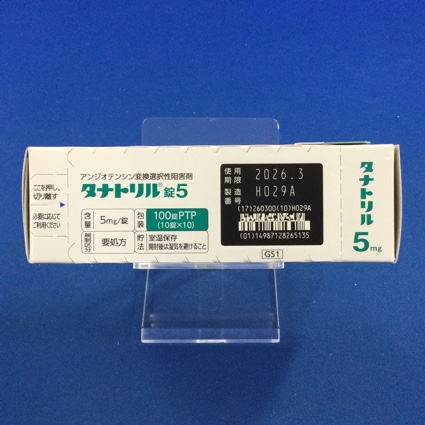 ここを押し、
切り離す
必要に応じて
ご利用ください
アンジオテンシン変換選択性阻害剤
タナトリル®錠5
含量 5mg/錠
包装 100錠PTP
(10錠×10)
規制区分 要処方
貯法 室温保存
開封後は湿気を避けること
使用期限 2026.3
製造番号 H029A
(17)260300(10)H029A
(01)14987128265135
GS1
タナトリル
5mg